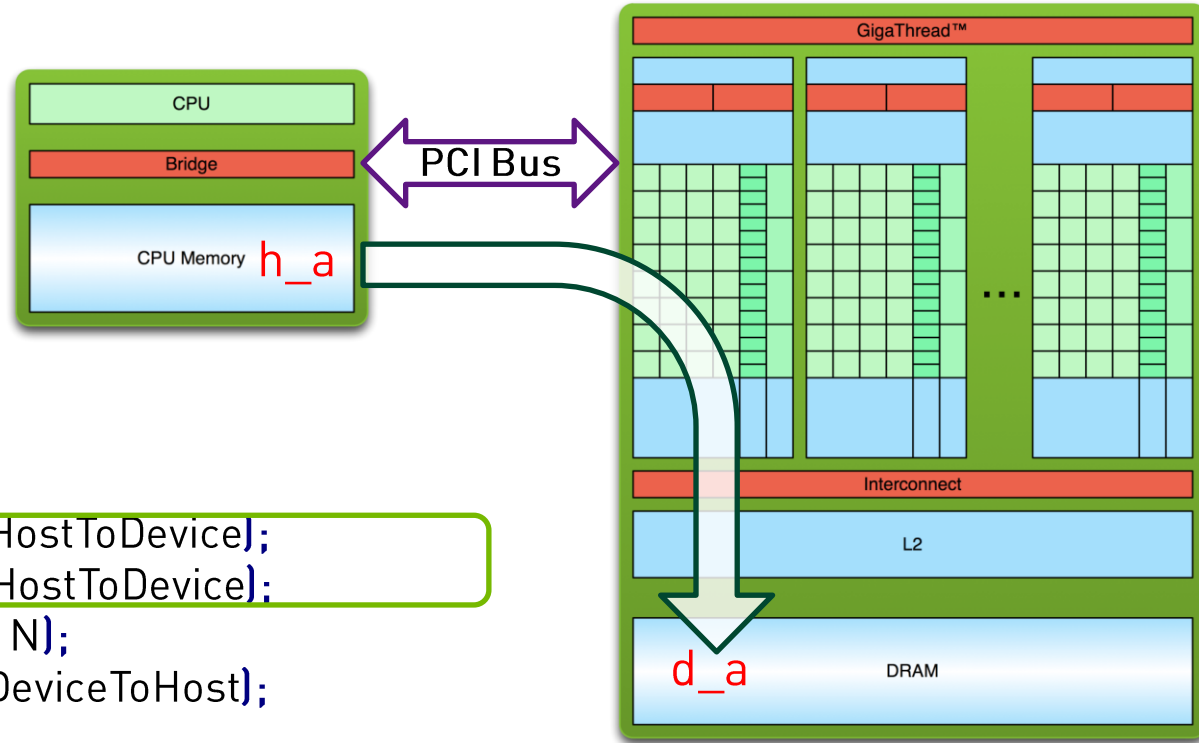 GigaThread™
CPU
Bridge
PCI Bus
CPU Memory h_a
...
Interconnect
L2
HostToDevice);
HostToDevice);
N);
DeviceToHost);
d_a
DRAM